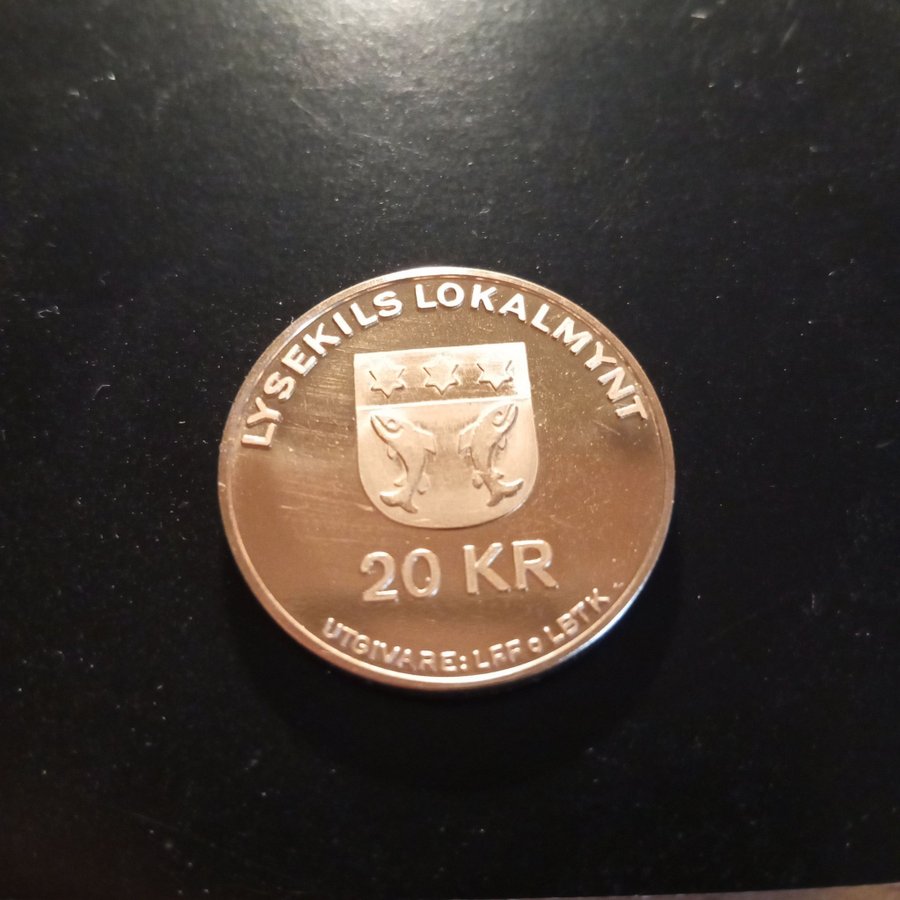 LYSEKILS LOKALMYNT
20 KR
UTGIVARE: LFF o LBTK